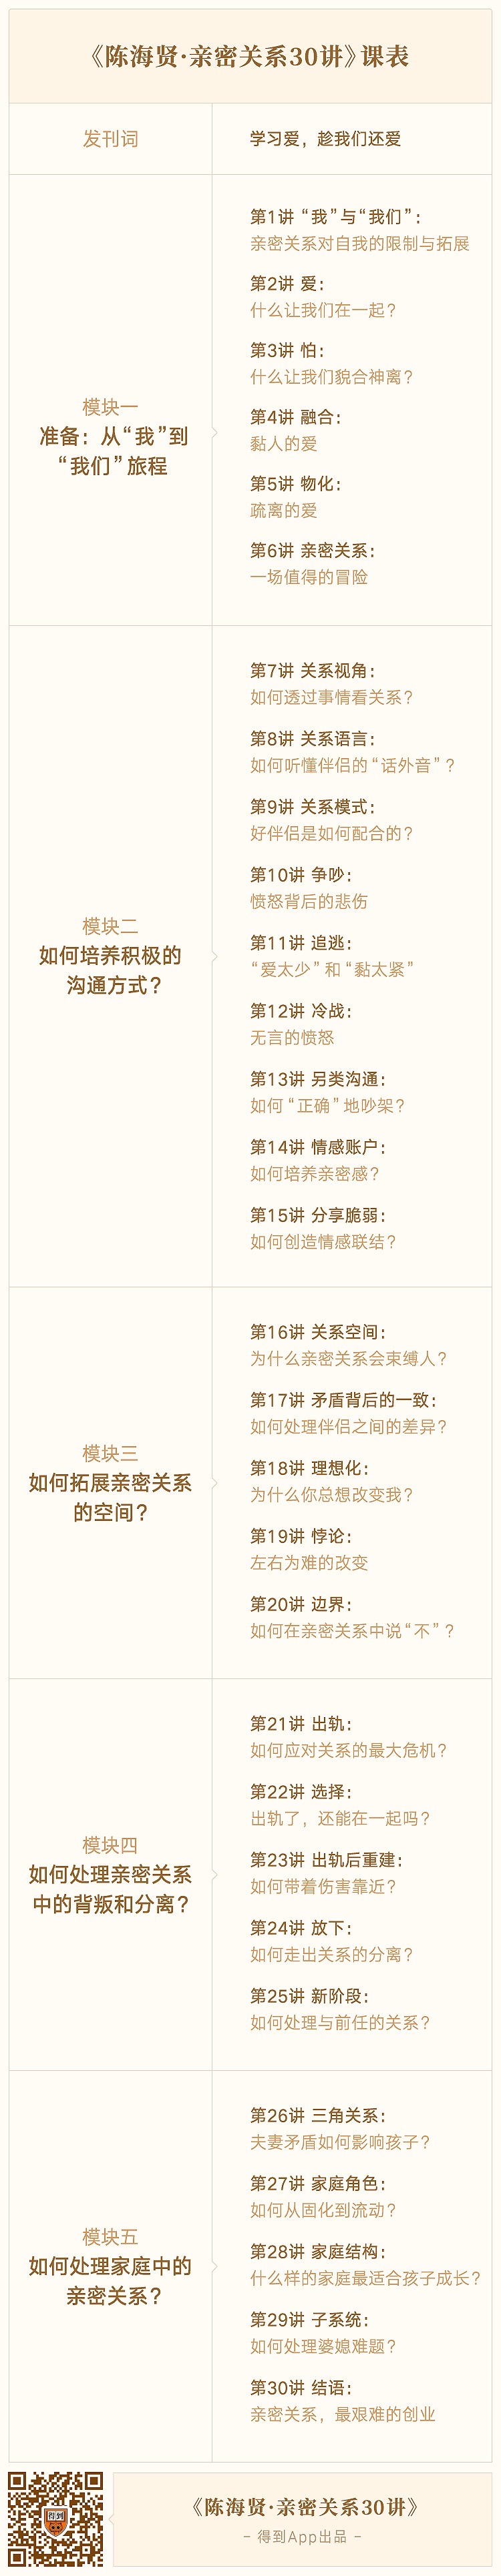 《陈海贤·亲密关系30讲》课表
发刊词
学习爱，趁我们还爱
模块一
准备：从“我”到
“我们”旅程
第1讲 “我”与“我们”：
亲密关系对自我的限制与拓展
第2讲 爱：
什么让我们在一起？
第3讲 怕：
什么让我们貌合神离？
第4讲 融合：
黏人的爱
第5讲 物化：
疏离的爱
第6讲 亲密关系：
一场值得的冒险
模块二
如何培养积极的
沟通方式？
第7讲 关系视角：
如何透过事情看关系？
第8讲 关系语言：
如何听懂伴侣的“话外音”？
第9讲 关系模式：
好伴侣是如何配合的？
第10讲 争吵：
愤怒背后的悲伤
第11讲 追逃：
“爱太少”和“黏太紧”
第12讲 冷战：
无言的愤怒
第13讲 另类沟通：
如何“正确”地吵架？
第14讲 情感账户：
如何培养亲密感？
第15讲 分享脆弱：
如何创造情感联结？
模块三
如何拓展亲密关系
的空间？
第16讲 关系空间：
为什么亲密关系会束缚人？
第17讲 矛盾背后的一致：
如何处理伴侣之间的差异？
第18讲 理想化：
为什么你总想改变我？
第19讲 悖论：
左右为难的改变
第20讲 边界：
如何在亲密关系中说“不”？
模块四
如何处理亲密关系
中的背叛和分离？
第21讲 出轨：
如何应对关系的最大危机？
第22讲 选择：
出轨了，还能在一起吗？
第23讲 出轨后重建：
如何带着伤害靠近？
第24讲 放下：
如何走出关系的分离？
第25讲 新阶段：
如何处理与前任的关系？
模块五
如何处理家庭中的
亲密关系？
第26讲 三角关系：
夫妻矛盾如何影响孩子？
第27讲 家庭角色：
如何从固化到流动？
第28讲 家庭结构：
什么样的家庭最适合孩子成长？
第29讲 子系统：
如何处理婆媳难题？
第30讲 结语：
亲密关系，最艰难的创业
得到
《陈海贤·亲密关系30讲》
- 得到App出品 -